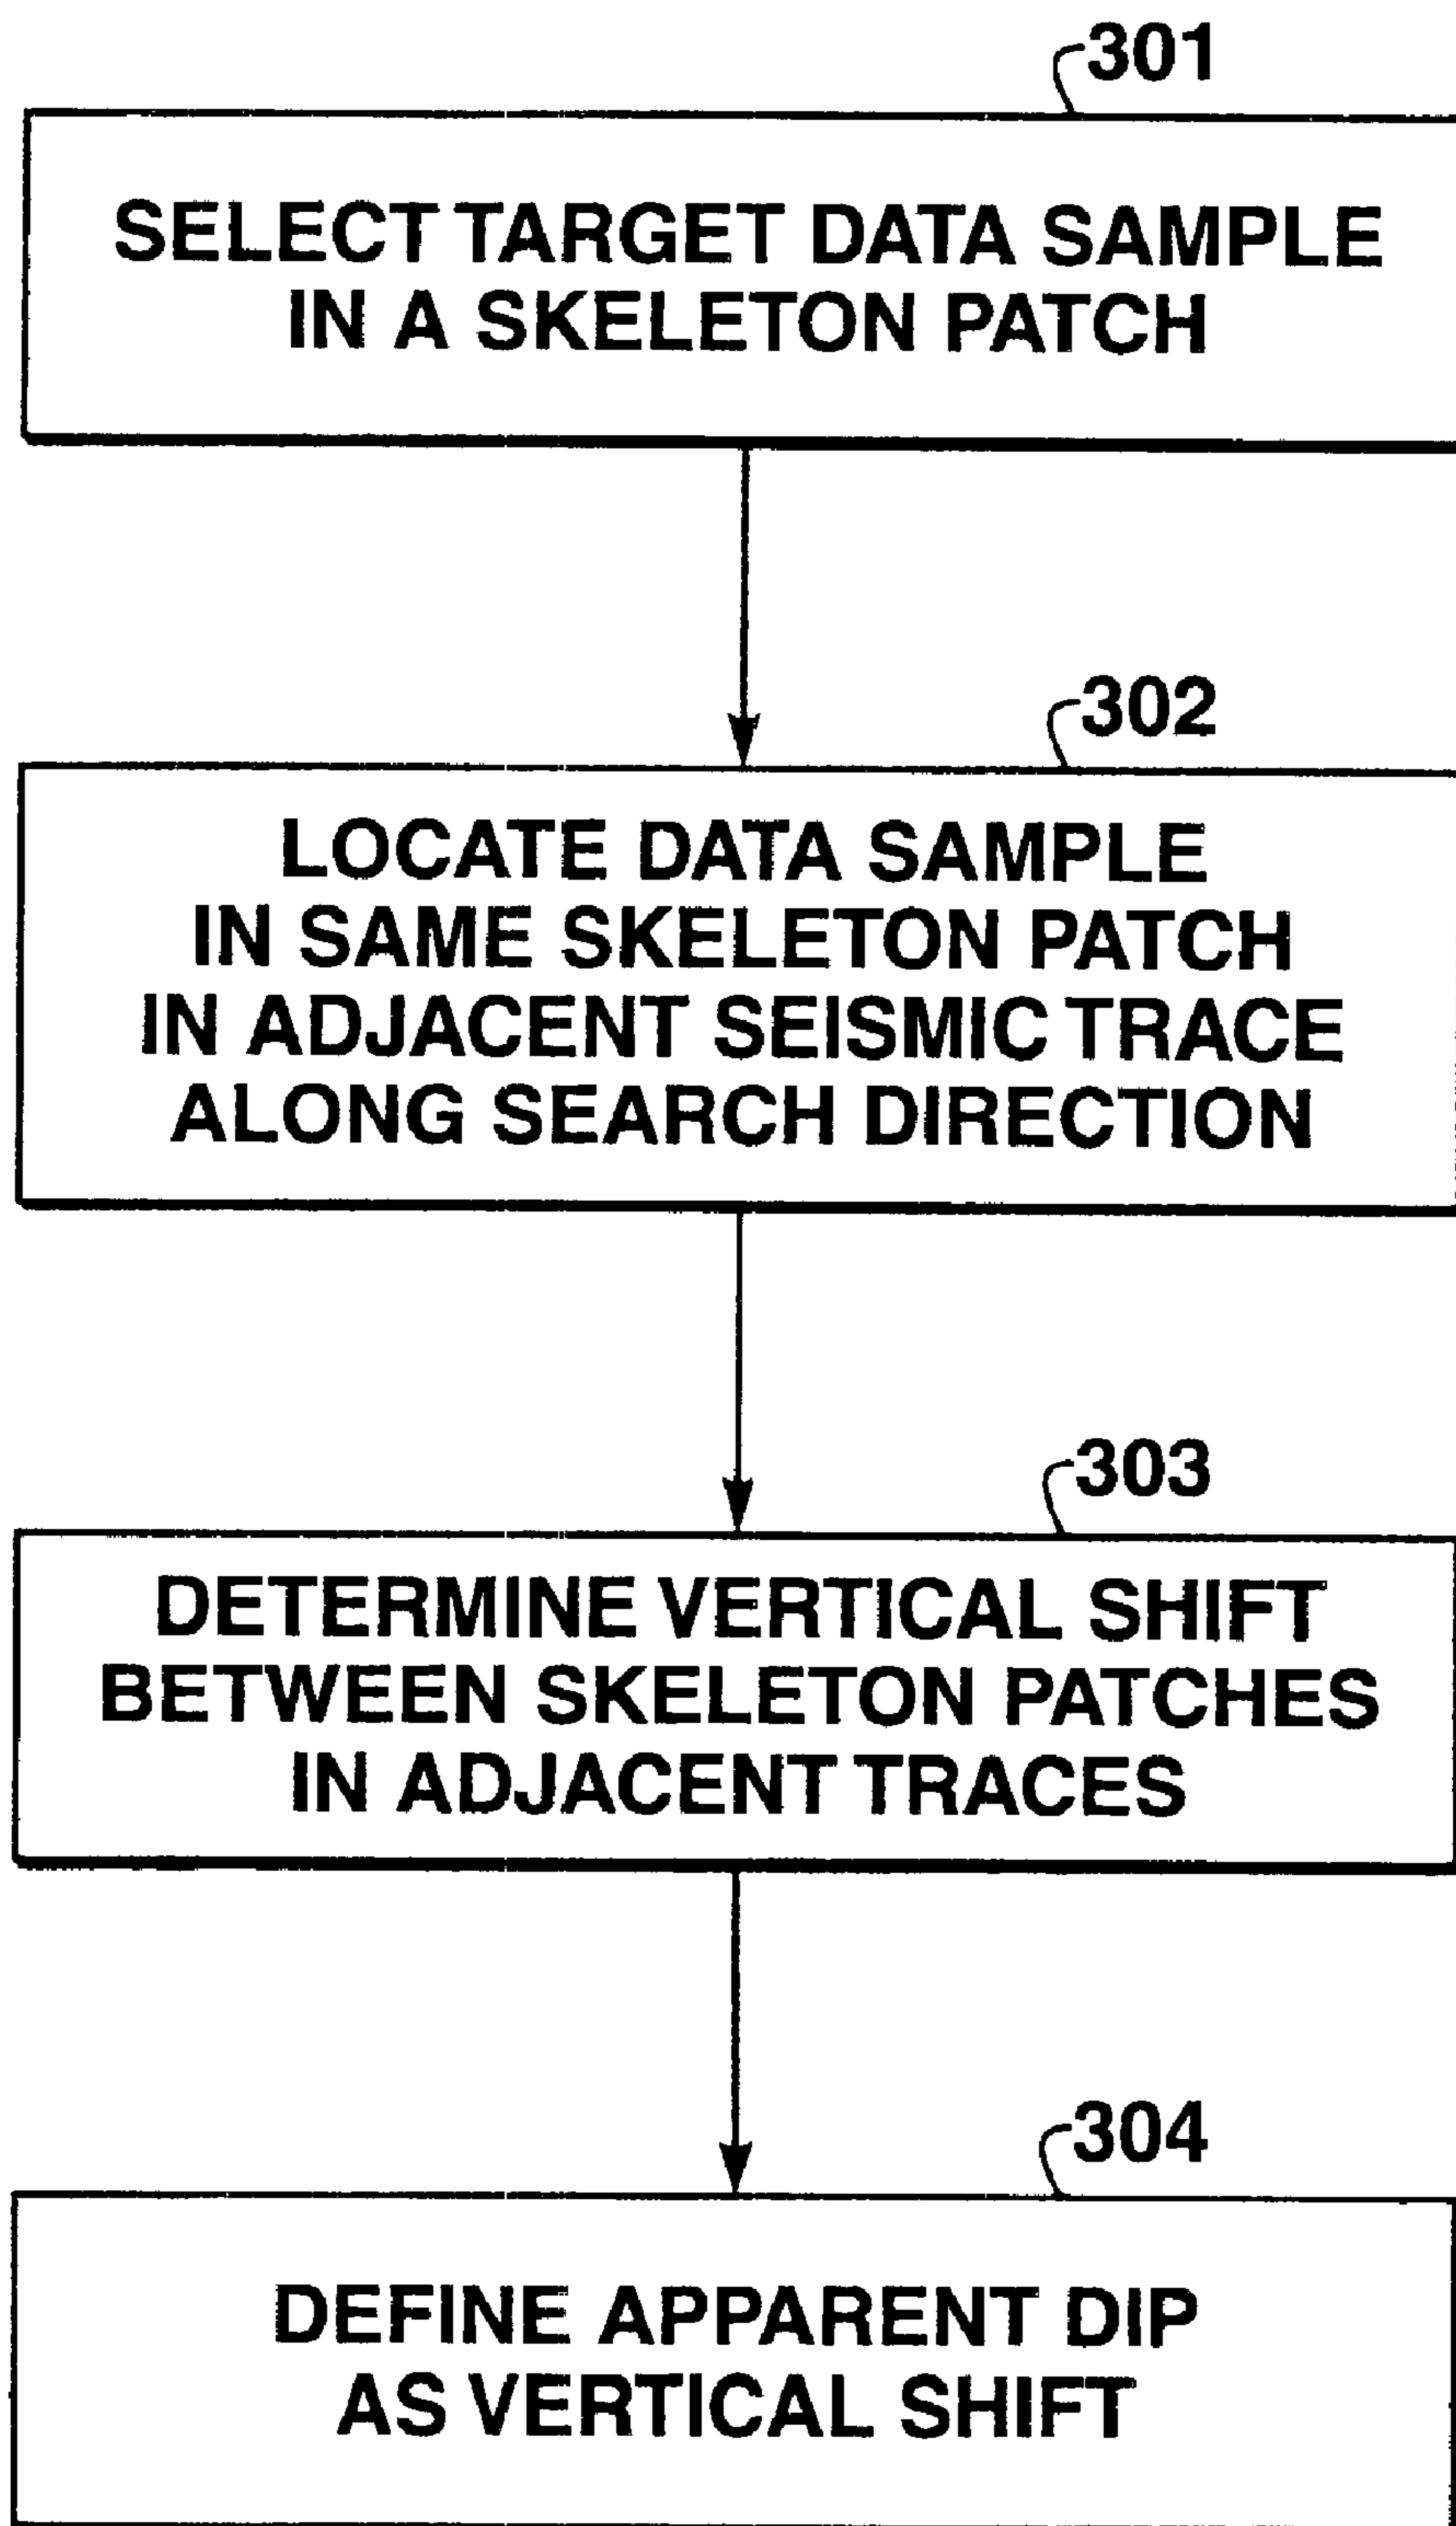 301
SELECT TARGET DATA SAMPLE
IN A SKELETON PATCH
302
LOCATE DATA SAMPLE
IN SAME SKELETON PATCH
IN ADJACENT SEISMIC TRACE
ALONG SEARCH DIRECTION
303
DETERMINE VERTICAL SHIFT
BETWEEN SKELETON PATCHES
IN ADJACENT TRACES
304
DEFINE APPARENT DIP
AS VERTICAL SHIFT